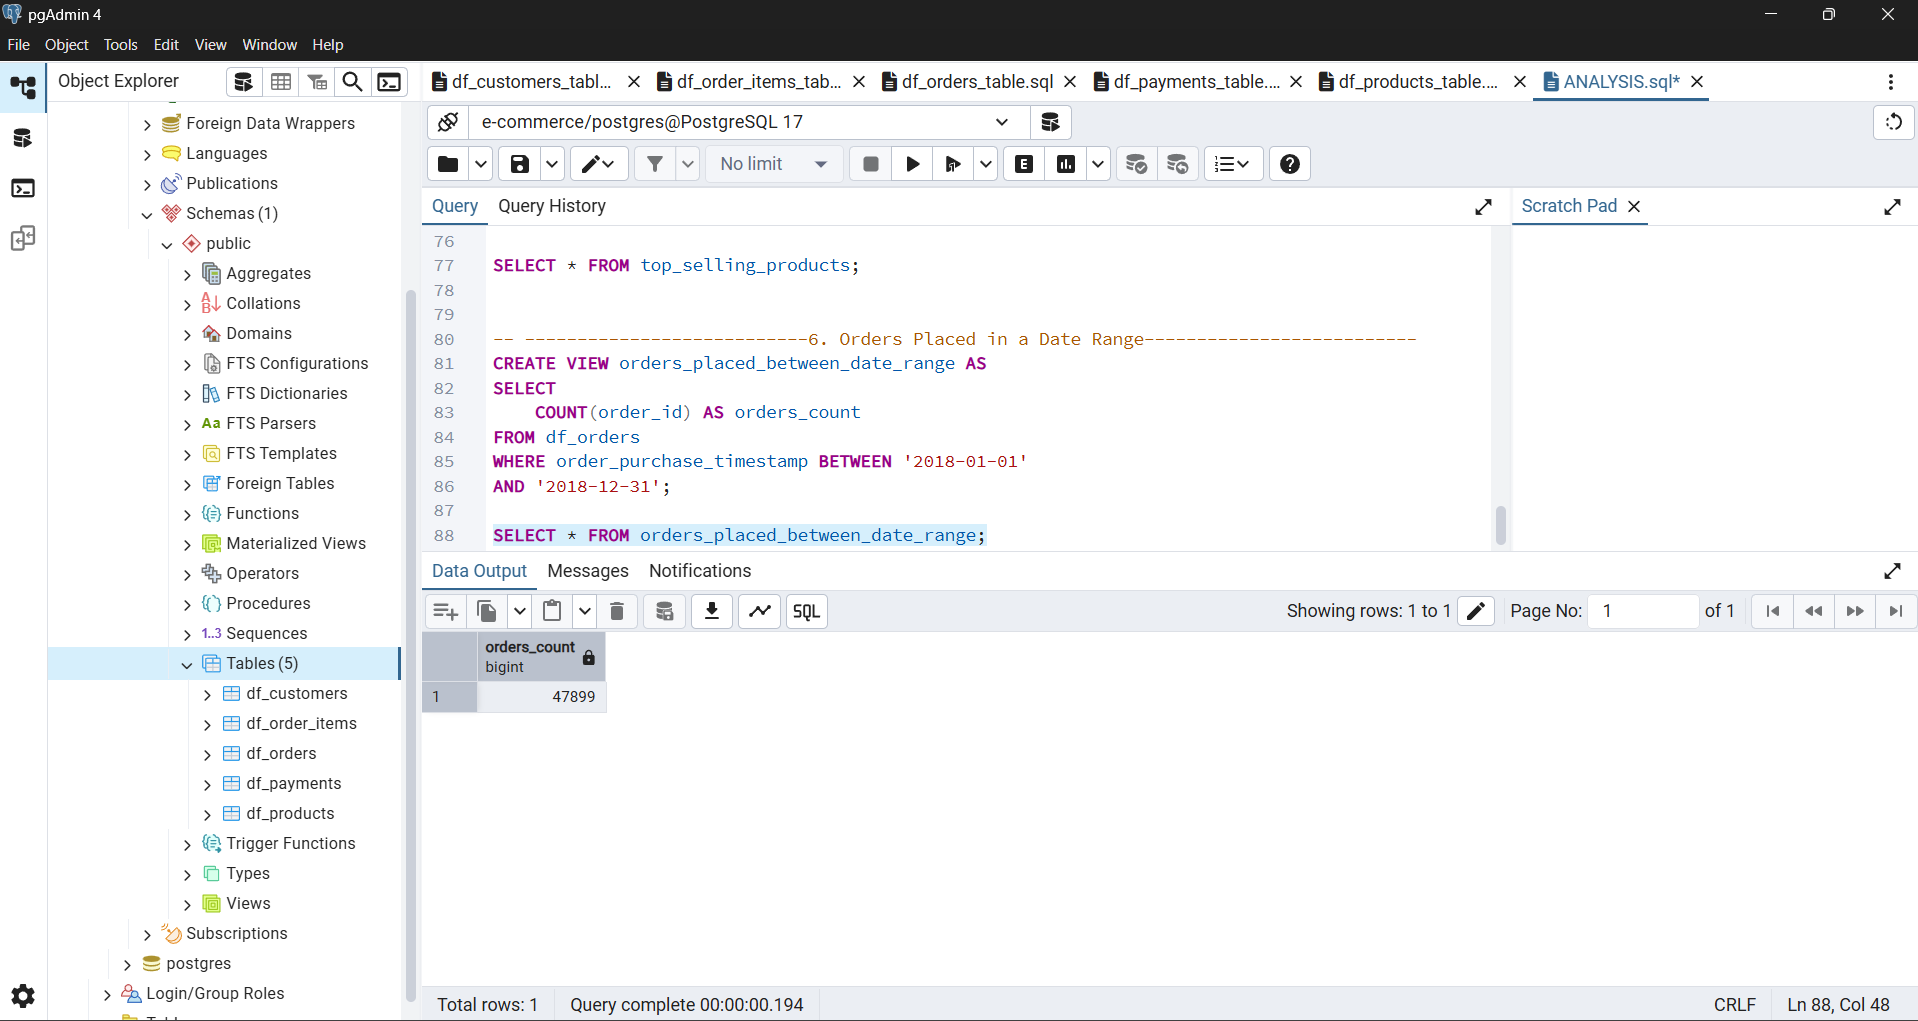 pgAdmin 4
File Object Tools Edit View Window Help
Object Explorer
df_customers_tabl... df_order_items_tab... df_orders_table.sql df_payments_table.... df_products_table.... ANALYSIS.sql*
e-commerce/postgres@PostgreSQL 17
No limit
E
SQL
Query Query History
Scratch Pad
Foreign Data Wrappers
Languages
Publications
Schemas (1)
public
Aggregates
Collations
Domains
FTS Configurations
FTS Dictionaries
Aa FTS Parsers
FTS Templates
Foreign Tables
Functions
Materialized Views
Operators
Procedures
1..3 Sequences
Tables (5)
df_customers
df_order_items
df_orders
df_payments
df_products
Trigger Functions
Types
Views
Subscriptions
postgres
Login/Group Roles
76
77 SELECT * FROM top_selling_products;
78
79
80 -- ---------------------------6. Orders Placed in a Date Range--------------------------
81 CREATE VIEW orders_placed_between_date_range AS
82 SELECT
83 COUNT(order_id) AS orders_count
84 FROM df_orders
85 WHERE order_purchase_timestamp BETWEEN '2018-01-01'
86 AND '2018-12-31';
87
88 SELECT * FROM orders_placed_between_date_range;
Data Output Messages Notifications
Showing rows: 1 to 1 Page No: 1 of 1
orders_count
bigint
1 47899
Total rows: 1 Query complete 00:00:00.194 CRLF Ln 88, Col 48